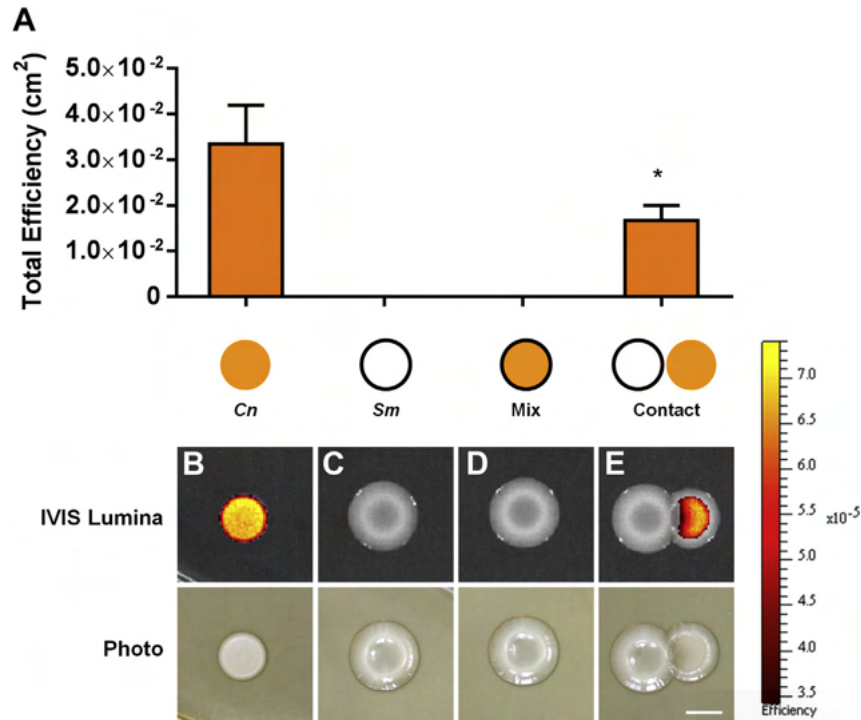 A
Total Efficiency (cm²)
5.0×10⁻²
4.0×10⁻²
3.0×10⁻²
2.0×10⁻²
1.0×10⁻²
0
*
Cn Sm Mix Contact
B C D E
IVIS Lumina
Photo
7.0
6.5
6.0
5.5
5.0
4.5
4.0
3.5
x10⁻⁵
Efficiency